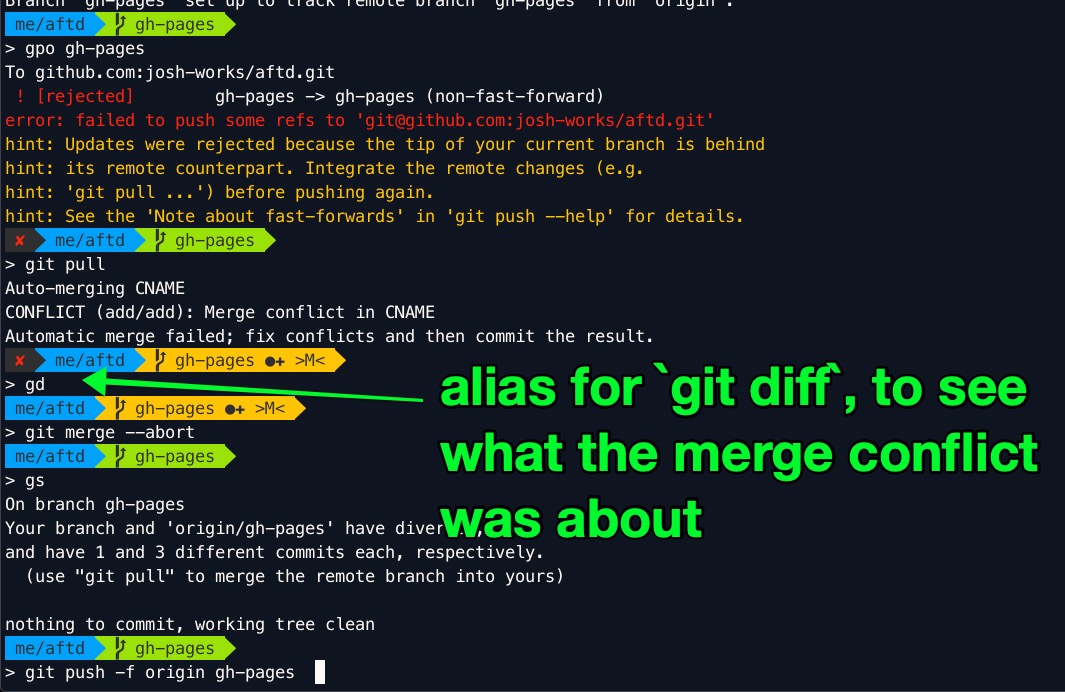 Branch 'gh-pages' set up to track remote branch 'gh-pages' from 'origin'.
me/aftd gh-pages
> gpo gh-pages
To github.com:josh-works/aftd.git
! [rejected] gh-pages -> gh-pages (non-fast-forward)
error: failed to push some refs to 'git@github.com:josh-works/aftd.git'
hint: Updates were rejected because the tip of your current branch is behind
hint: its remote counterpart. Integrate the remote changes (e.g.
hint: 'git pull ...') before pushing again.
hint: See the 'Note about fast-forwards' in 'git push --help' for details.
✘ me/aftd gh-pages
> git pull
Auto-merging CNAME
CONFLICT (add/add): Merge conflict in CNAME
Automatic merge failed; fix conflicts and then commit the result.
✘ me/aftd gh-pages ●✚ >M<
> gd
me/aftd gh-pages ●✚ >M<
> git merge --abort
me/aftd gh-pages
> gs
On branch gh-pages
Your branch and 'origin/gh-pages' have
and have 1 and 3 different commits each, respectively.
(use "git pull" to merge the remote branch into yours)
nothing to commit, working tree clean
me/aftd gh-pages
> git push -f origin gh-pages
alias for `git diff`, to see
what the merge conflict
was about